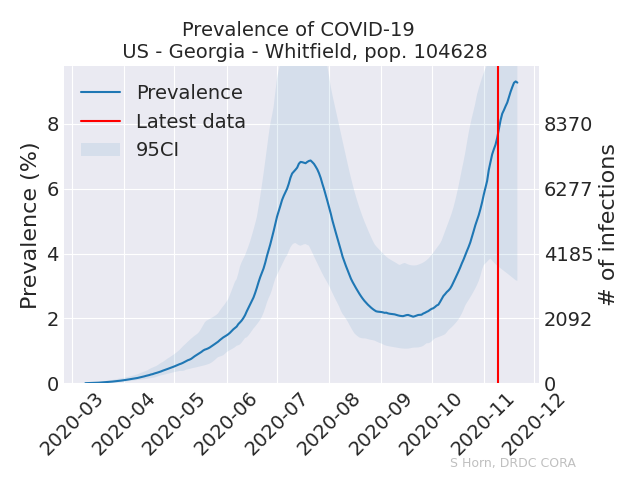 Prevalence of COVID-19
US - Georgia - Whitfield, pop. 104628
Prevalence
Latest data
95CI
Prevalence (%)
8
6
4
2
0
8370
6277
4185
2092
0
# of infections
2020-03
2020-04
2020-05
2020-06
2020-07
2020-08
2020-09
2020-10
2020-11
2020-12
S Horn, DRDC CORA